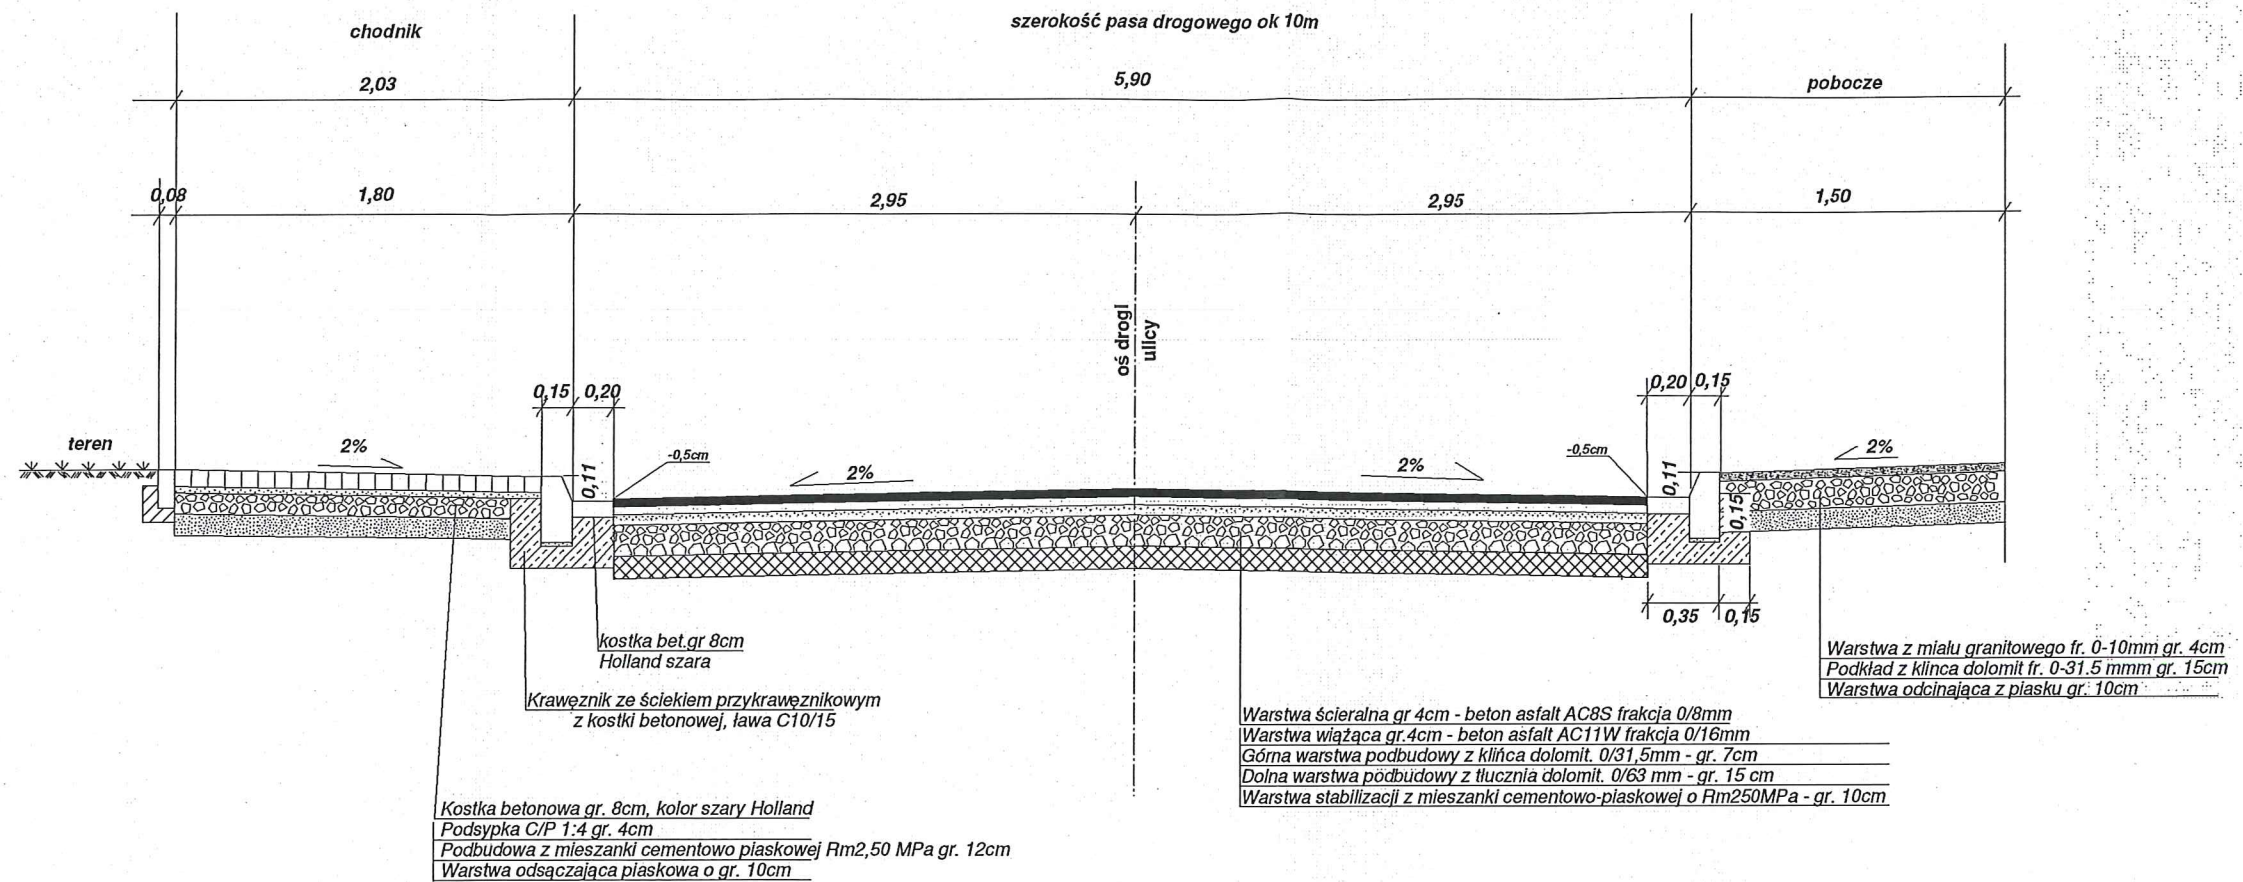 chodnik
szerokość pasa drogowego ok 10m
2,03
5,90
pobocze
0,08
1,80
2,95
2,95
1,50
oś drogi
ulicy
0,15 0,20
0,20 0,15
teren
2%
0,11
-0,5cm
2%
2%
-0,5cm
0,11
0,15
2%
0,35 0,15
kostka bet.gr 8cm
Holland szara
Krawężnik ze ściekiem przykrawężnikowym
z kostki betonowej, ława C10/15
Warstwa z miału granitowego fr. 0-10mm gr. 4cm
Podkład z klinca dolomit fr. 0-31.5 mmm gr. 15cm
Warstwa odcinająca z piasku gr. 10cm
Warstwa ścieralna gr 4cm - beton asfalt AC8S frakcja 0/8mm
Warstwa wiążąca gr.4cm - beton asfalt AC11W frakcja 0/16mm
Górna warstwa podbudowy z klińca dolomit. 0/31,5mm - gr. 7cm
Dolna warstwa podbudowy z tłucznia dolomit. 0/63 mm - gr. 15 cm
Warstwa stabilizacji z mieszanki cementowo-piaskowej o Rm250MPa - gr. 10cm
Kostka betonowa gr. 8cm, kolor szary Holland
Podsypka C/P 1:4 gr. 4cm
Podbudowa z mieszanki cementowo piaskowej Rm2,50 MPa gr. 12cm
Warstwa odsączająca piaskowa o gr. 10cm